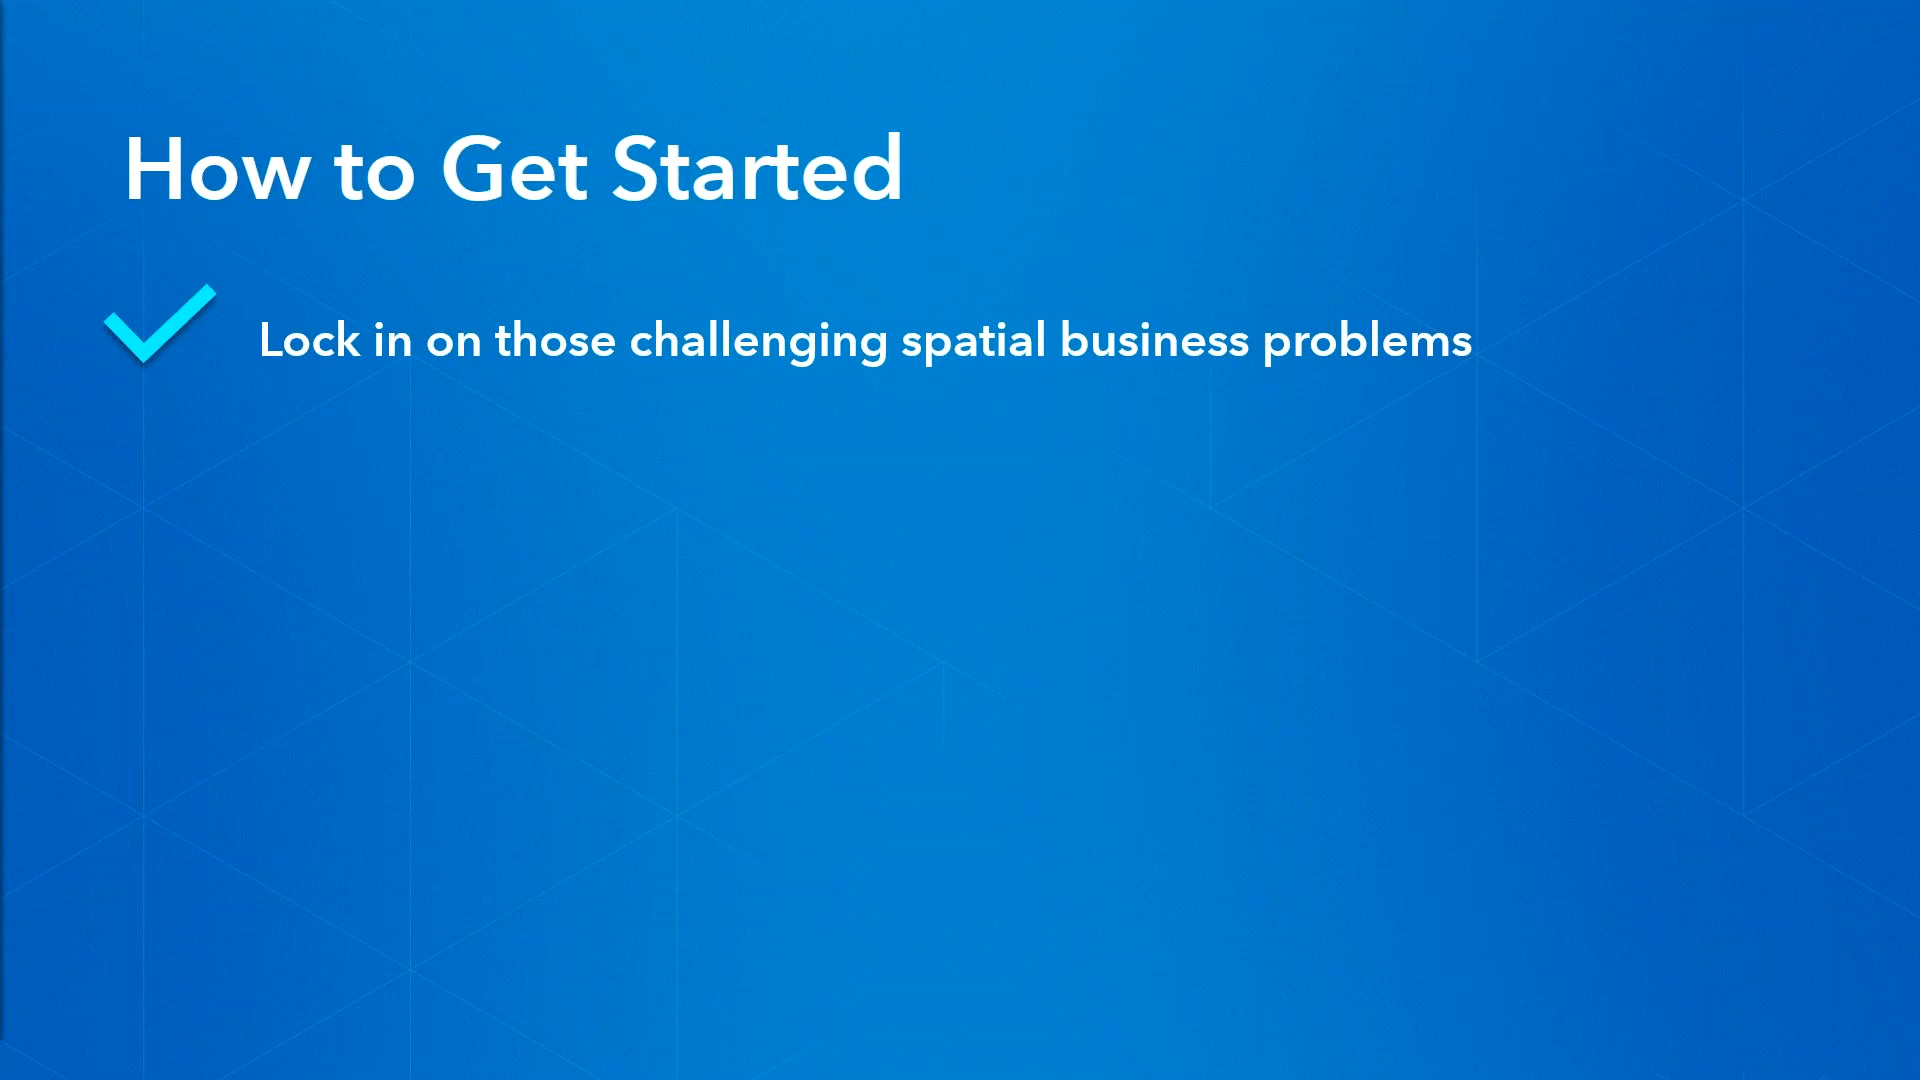 How to Get Started
Lock in on those challenging spatial business problems